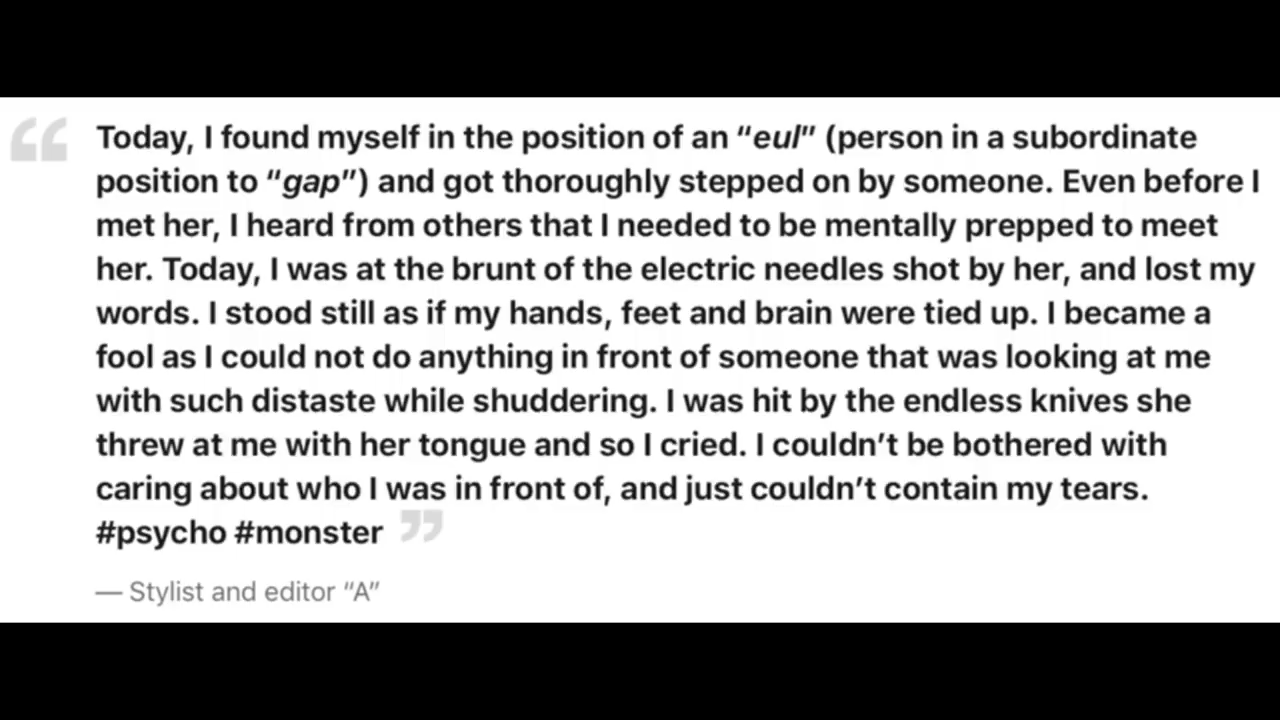 Today, I found myself in the position of an “eul” (person in a subordinate
position to “gap”) and got thoroughly stepped on by someone. Even before I
met her, I heard from others that I needed to be mentally prepped to meet
her. Today, I was at the brunt of the electric needles shot by her, and lost my
words. I stood still as if my hands, feet and brain were tied up. I became a
fool as I could not do anything in front of someone that was looking at me
with such distaste while shuddering. I was hit by the endless knives she
threw at me with her tongue and so I cried. I couldn’t be bothered with
caring about who I was in front of, and just couldn’t contain my tears.
#psycho #monster
— Stylist and editor “A”